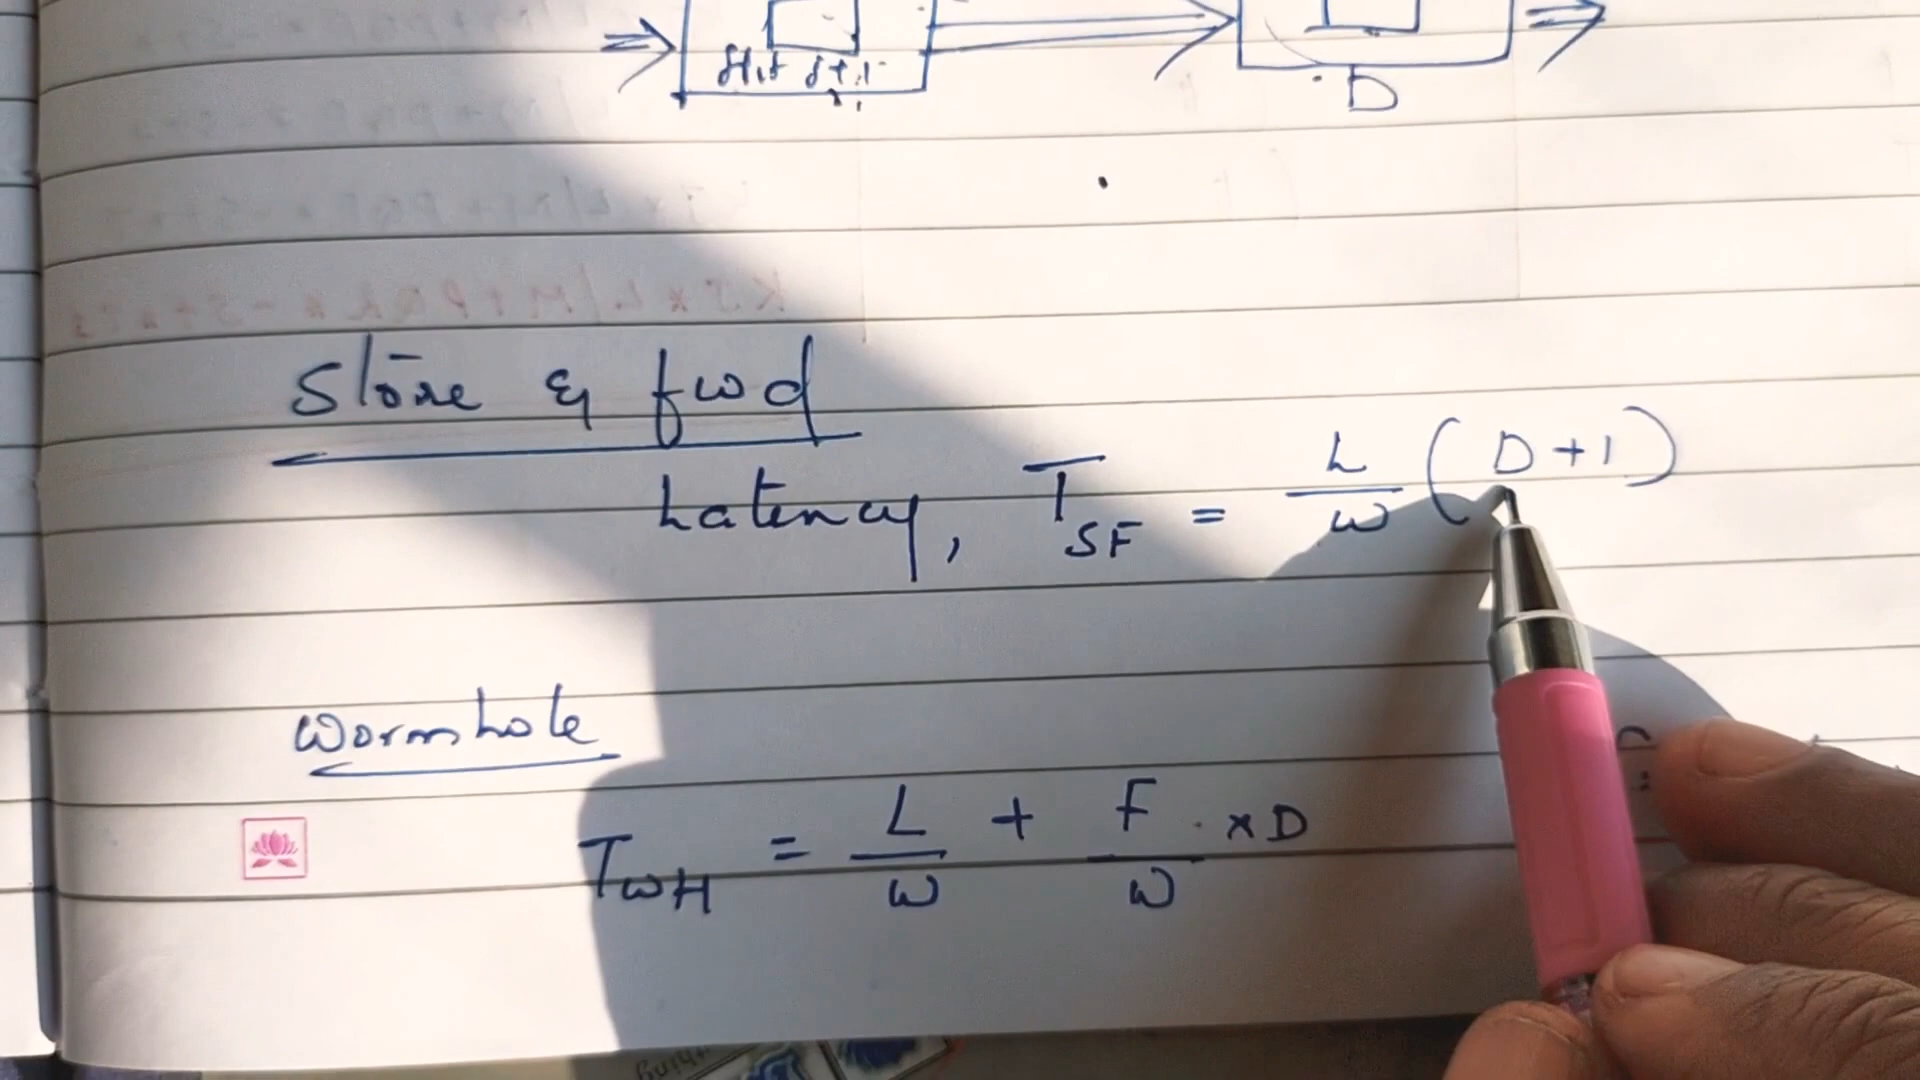 D
Store & fwd
Latency, T_SF = L/w (D+1)
Wormhole
T_WH = L/w + F/w × D